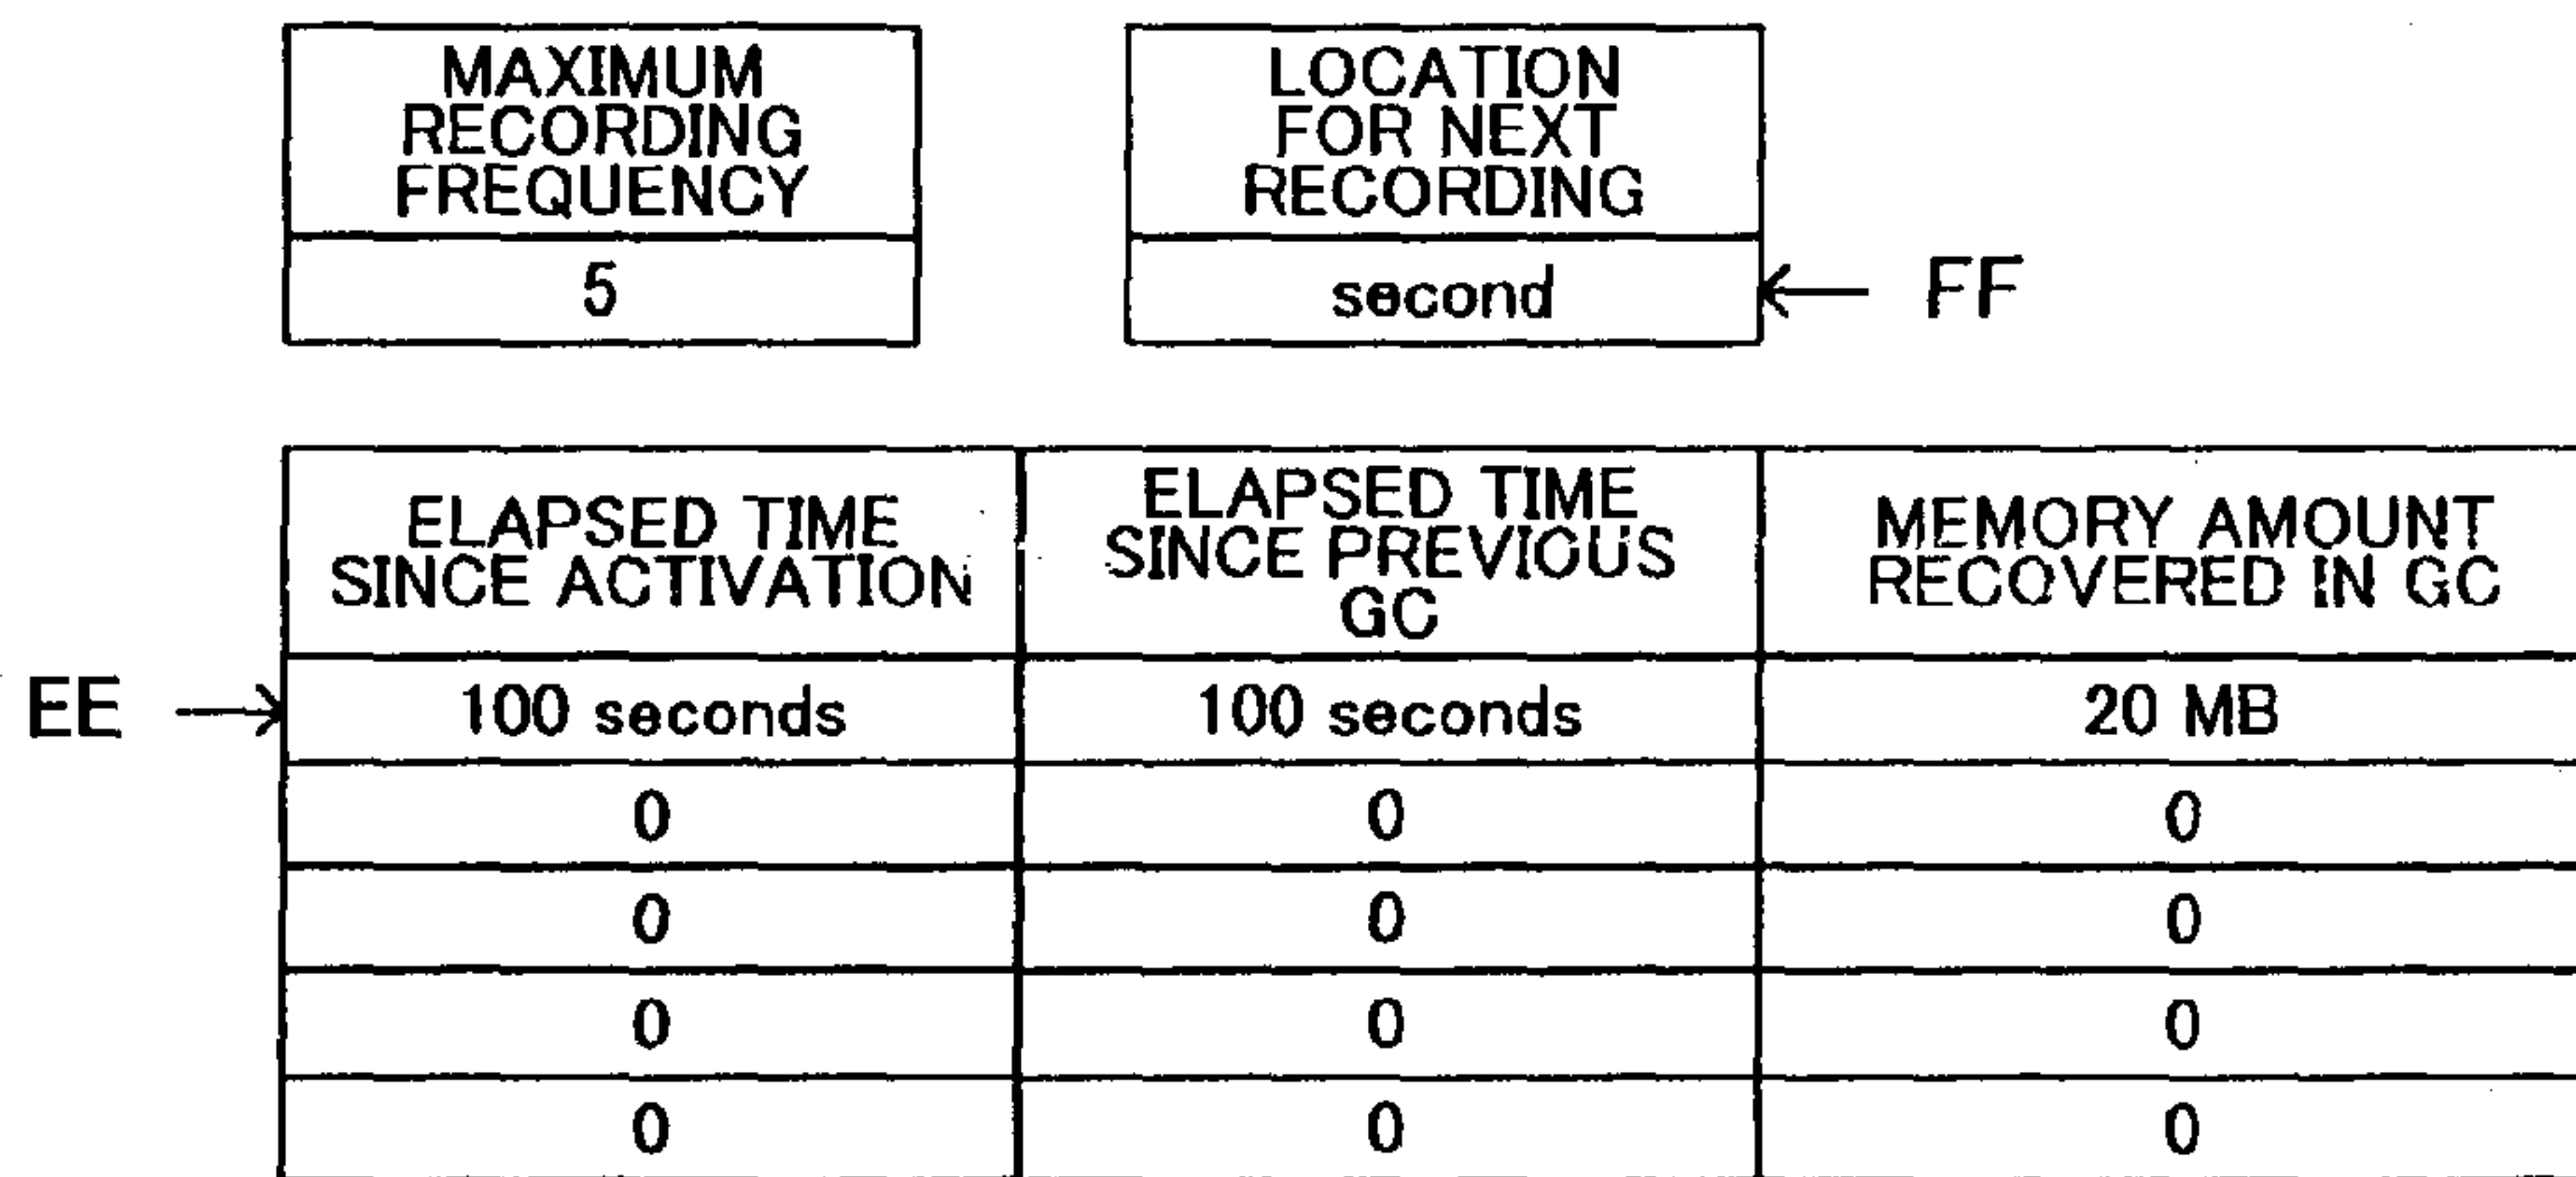 MAXIMUM
RECORDING
FREQUENCY
5
LOCATION
FOR NEXT
RECORDING
second
FF
ELAPSED TIME
SINCE ACTIVATION
ELAPSED TIME
SINCE PREVIOUS
GC
MEMORY AMOUNT
RECOVERED IN GC
EE
100 seconds
100 seconds
20 MB
0
0
0
0
0
0
0
0
0
0
0
0